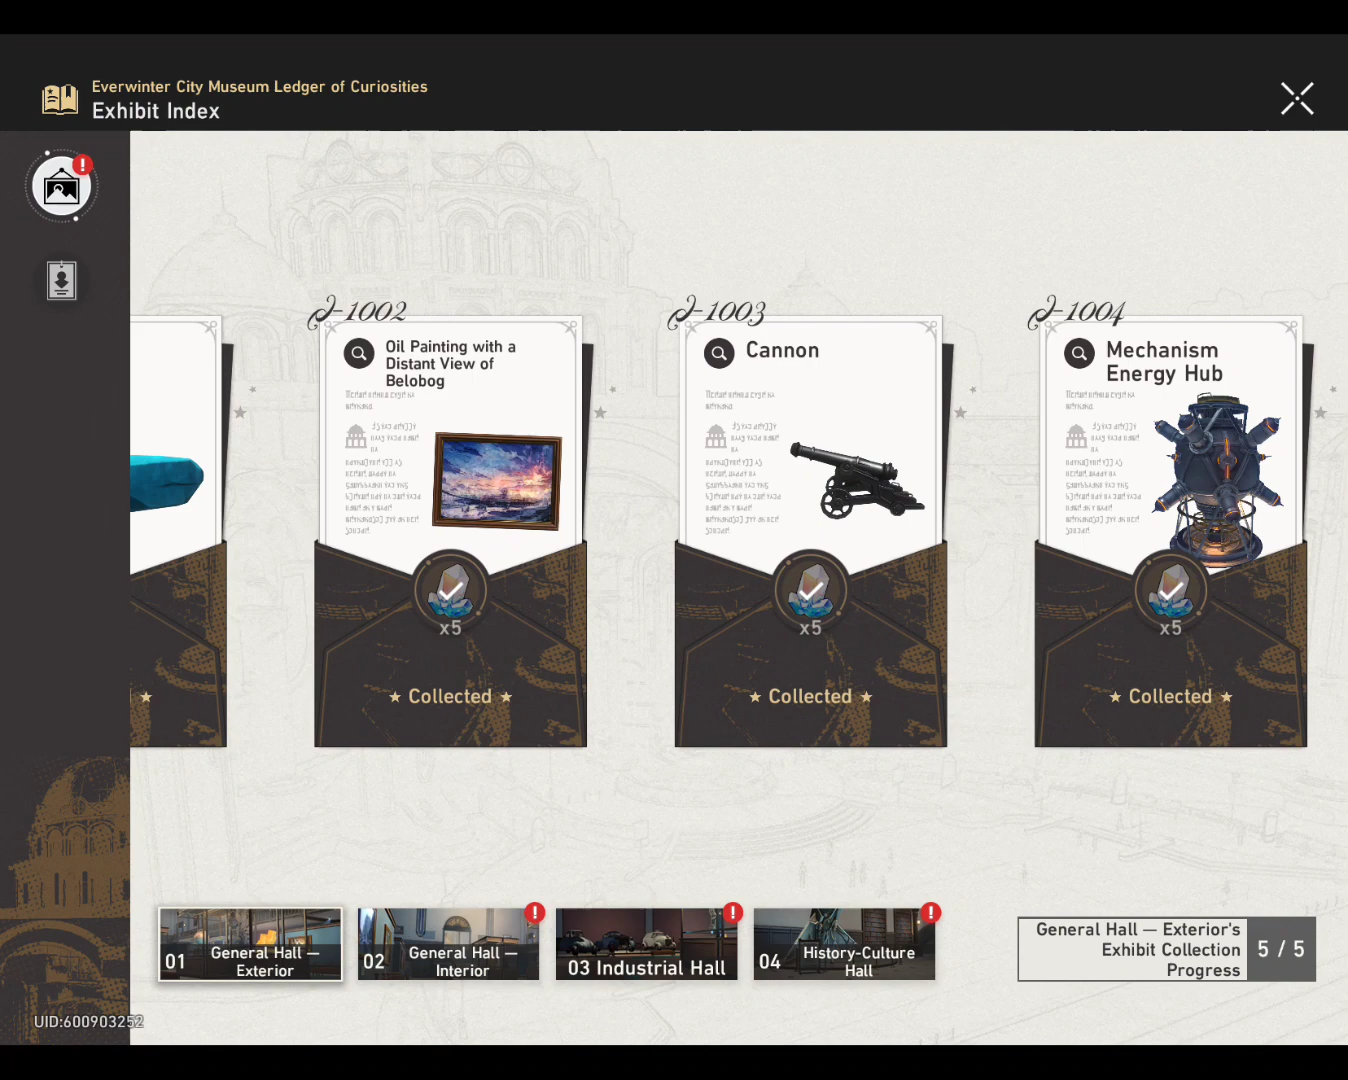 Everwinter City Museum Ledger of Curiosities
Exhibit Index
-1002
Oil Painting with a
Distant View of
Belobog
x5
Collected
-1003
Cannon
x5
Collected
-1004
Mechanism
Energy Hub
x5
Collected
01
General Hall —
Exterior
02
General Hall —
Interior
03 Industrial Hall
04
History-Culture
Hall
General Hall — Exterior's
Exhibit Collection
Progress
5 / 5
UID:600903252